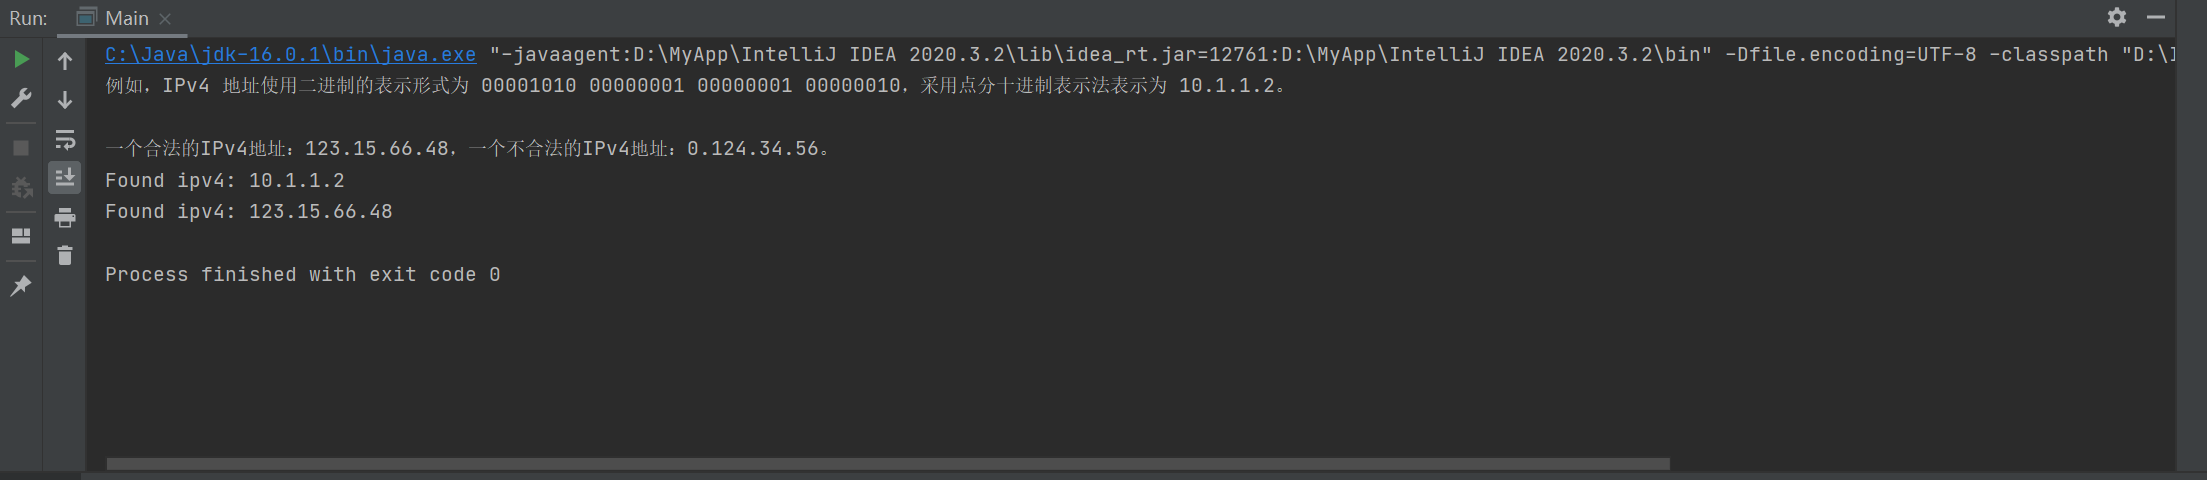 Run: Main
C:\Java\jdk-16.0.1\bin\java.exe "-javaagent:D:\MyApp\IntelliJ IDEA 2020.3.2\lib\idea_rt.jar=12761:D:\MyApp\IntelliJ IDEA 2020.3.2\bin" -Dfile.encoding=UTF-8 -classpath "D:\
例如，IPv4 地址使用二进制的表示形式为 00001010 00000001 00000001 00000010，采用点分十进制表示法表示为 10.1.1.2。
一个合法的IPv4地址：123.15.66.48，一个不合法的IPv4地址：0.124.34.56。
Found ipv4: 10.1.1.2
Found ipv4: 123.15.66.48
Process finished with exit code 0